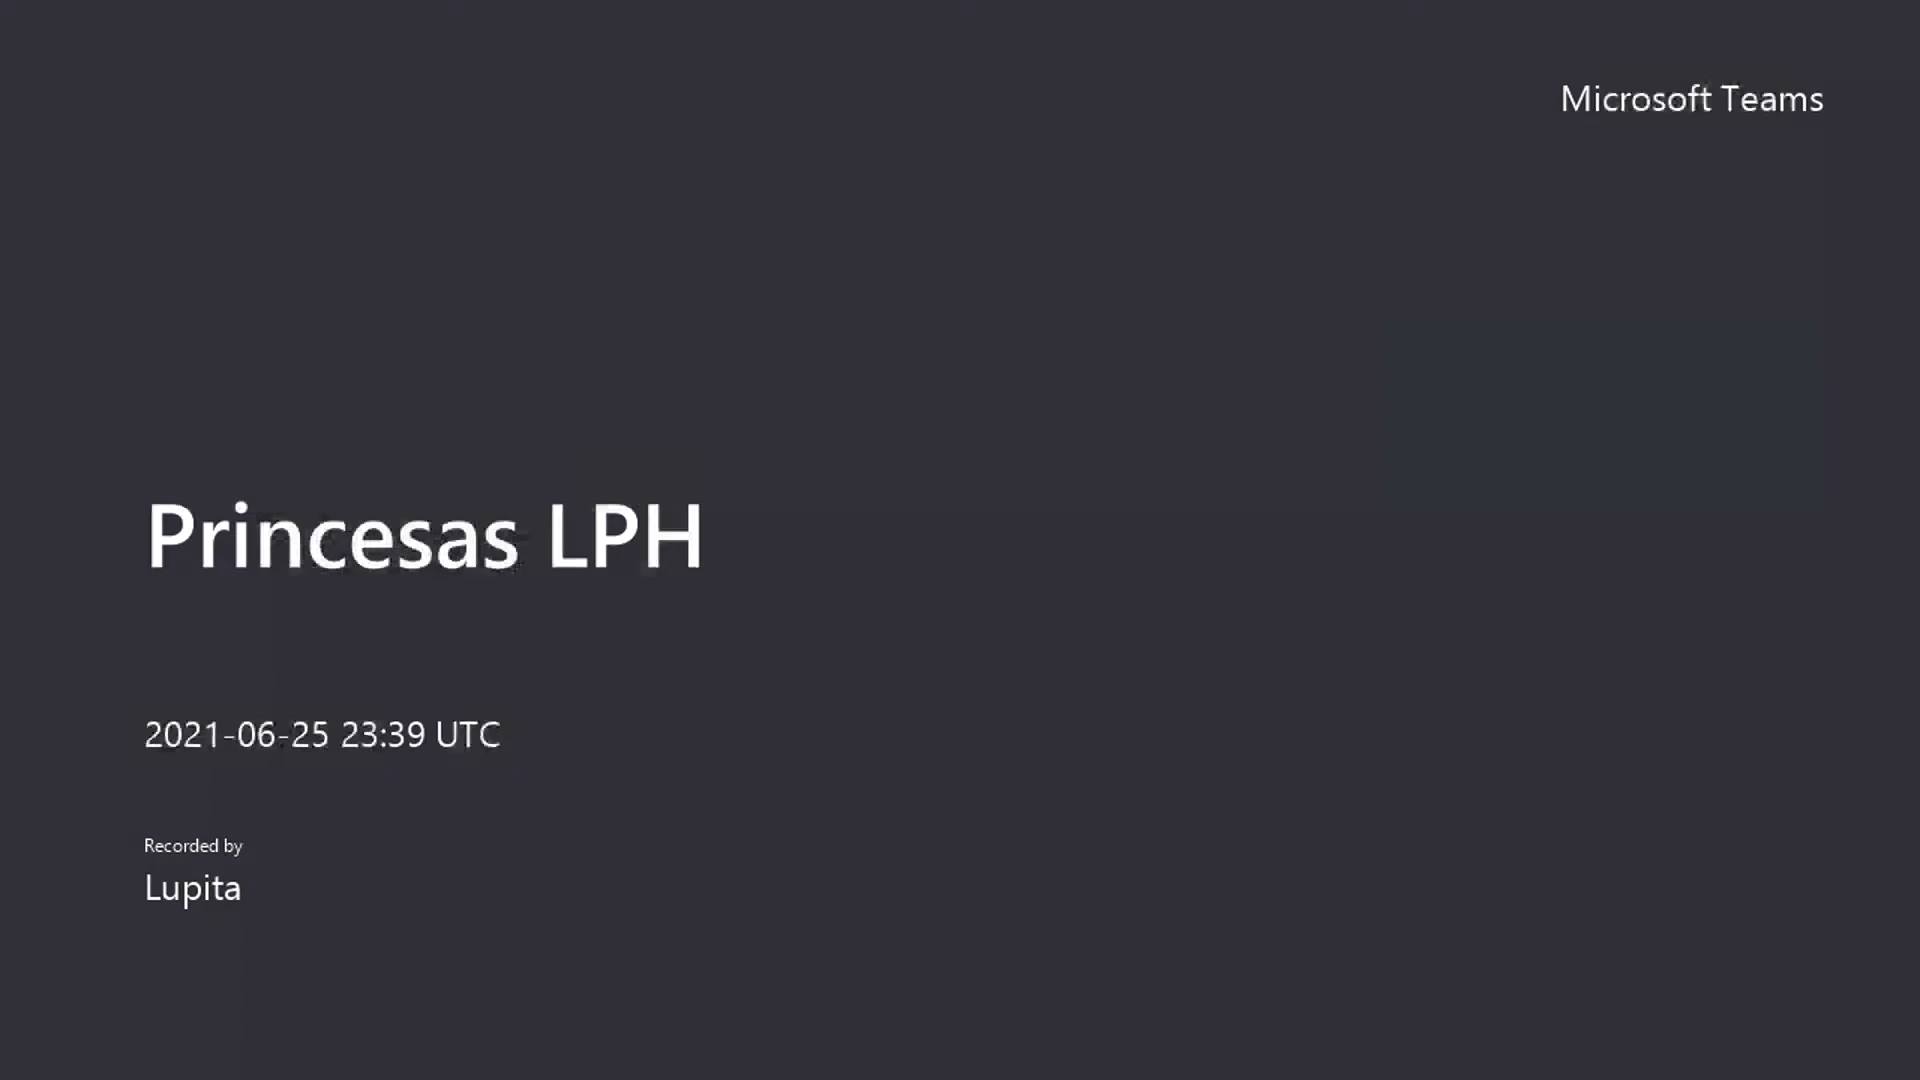 Microsoft Teams
Princesas LPH
2021-06-25 23:39 UTC
Recorded by
Lupita